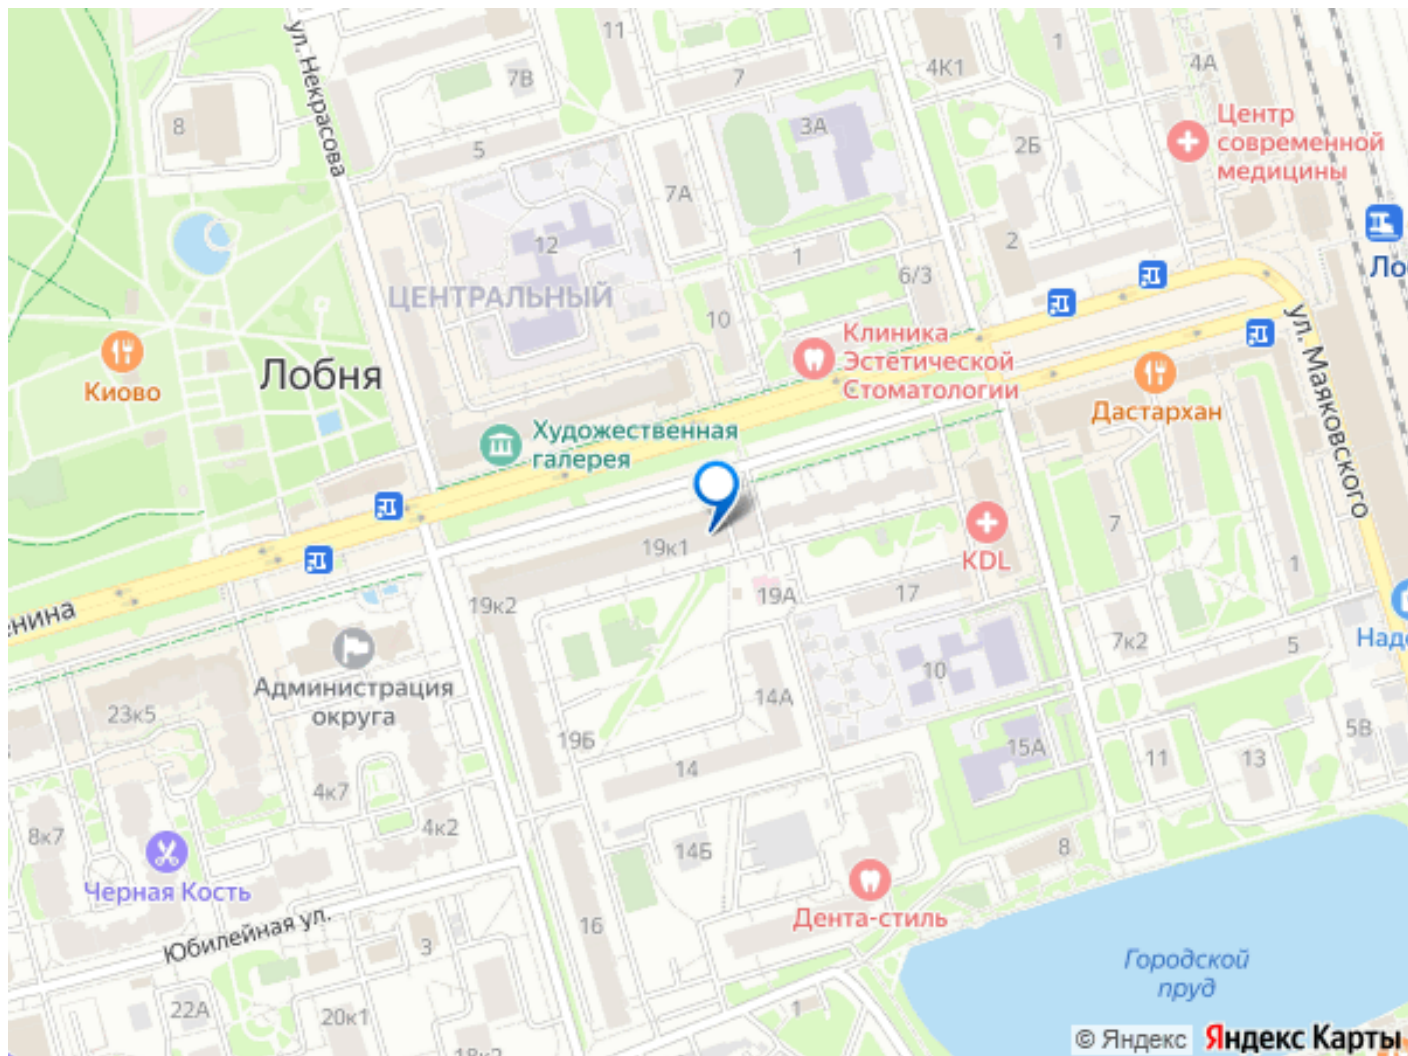 ул. Некрасова
11
1
4К1
4А
7В
7
8
3А
Центр
современной
медицины
5
2Б
7А
12
2
1
6/3
ЦЕНТРАЛЬНЫЙ
10
Ло
ул. Маяковского
Клиника
Эстетической
Стоматологии
Киово
Лобня
Дастархан
Художественная
галерея
7
19к1
KDL
1
19к2
19А
17
енина
7к2
5
Наде
Администрация
округа
10
14А
23к5
19Б
15А
5В
14
11
13
4к7
8к7
4к2
14Б
8
Черная Кость
Дента-стиль
Юбилейная ул.
16
3
Городской
пруд
22А
20к1
1
18к2
© Яндекс Яндекс Карты